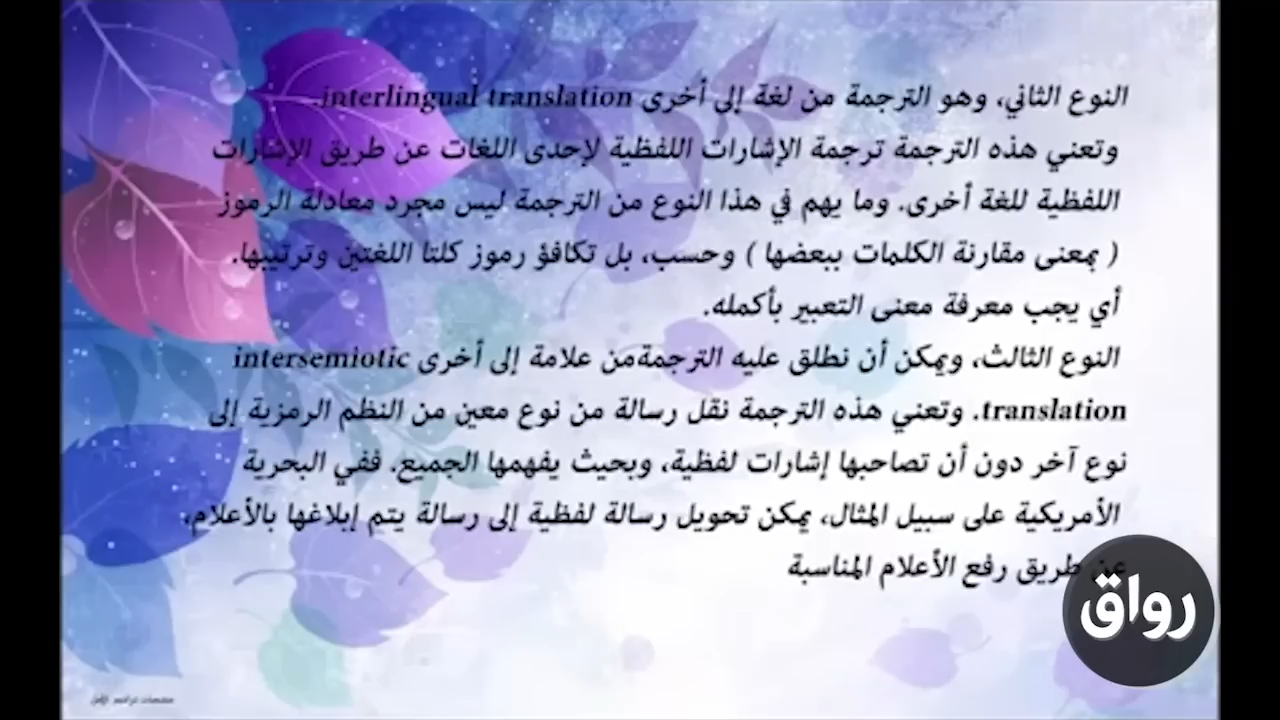 النوع الثاني، وهو الترجمة من لغة إلى أخرى interlingual translation.
وتعني هذه الترجمة ترجمة الإشارات اللفظية لإحدى اللغات عن طريق الإشارات
اللفظية للغة أخرى. وما يهم في هذا النوع من الترجمة ليس مجرد معادلة الرموز
( بمعنى مقارنة الكلمات ببعضها ) وحسب، بل تكافؤ رموز كلتا اللغتين وترتيبها.
أي يجب معرفة معنى التعبير بأكمله.
النوع الثالث، ويمكن أن نطلق عليه الترجمةمن علامة إلى أخرى intersemiotic
translation. وتعني هذه الترجمة نقل رسالة من نوع معين من النظم الرمزية إلى
نوع آخر دون أن تصاحبها إشارات لفظية، وبحيث يفهمها الجميع. ففي البحرية
الأمريكية على سبيل المثال، يمكن تحويل رسالة لفظية إلى رسالة يتم إبلاغها بالأعلام،
عن طريق رفع الأعلام المناسبة
رواق